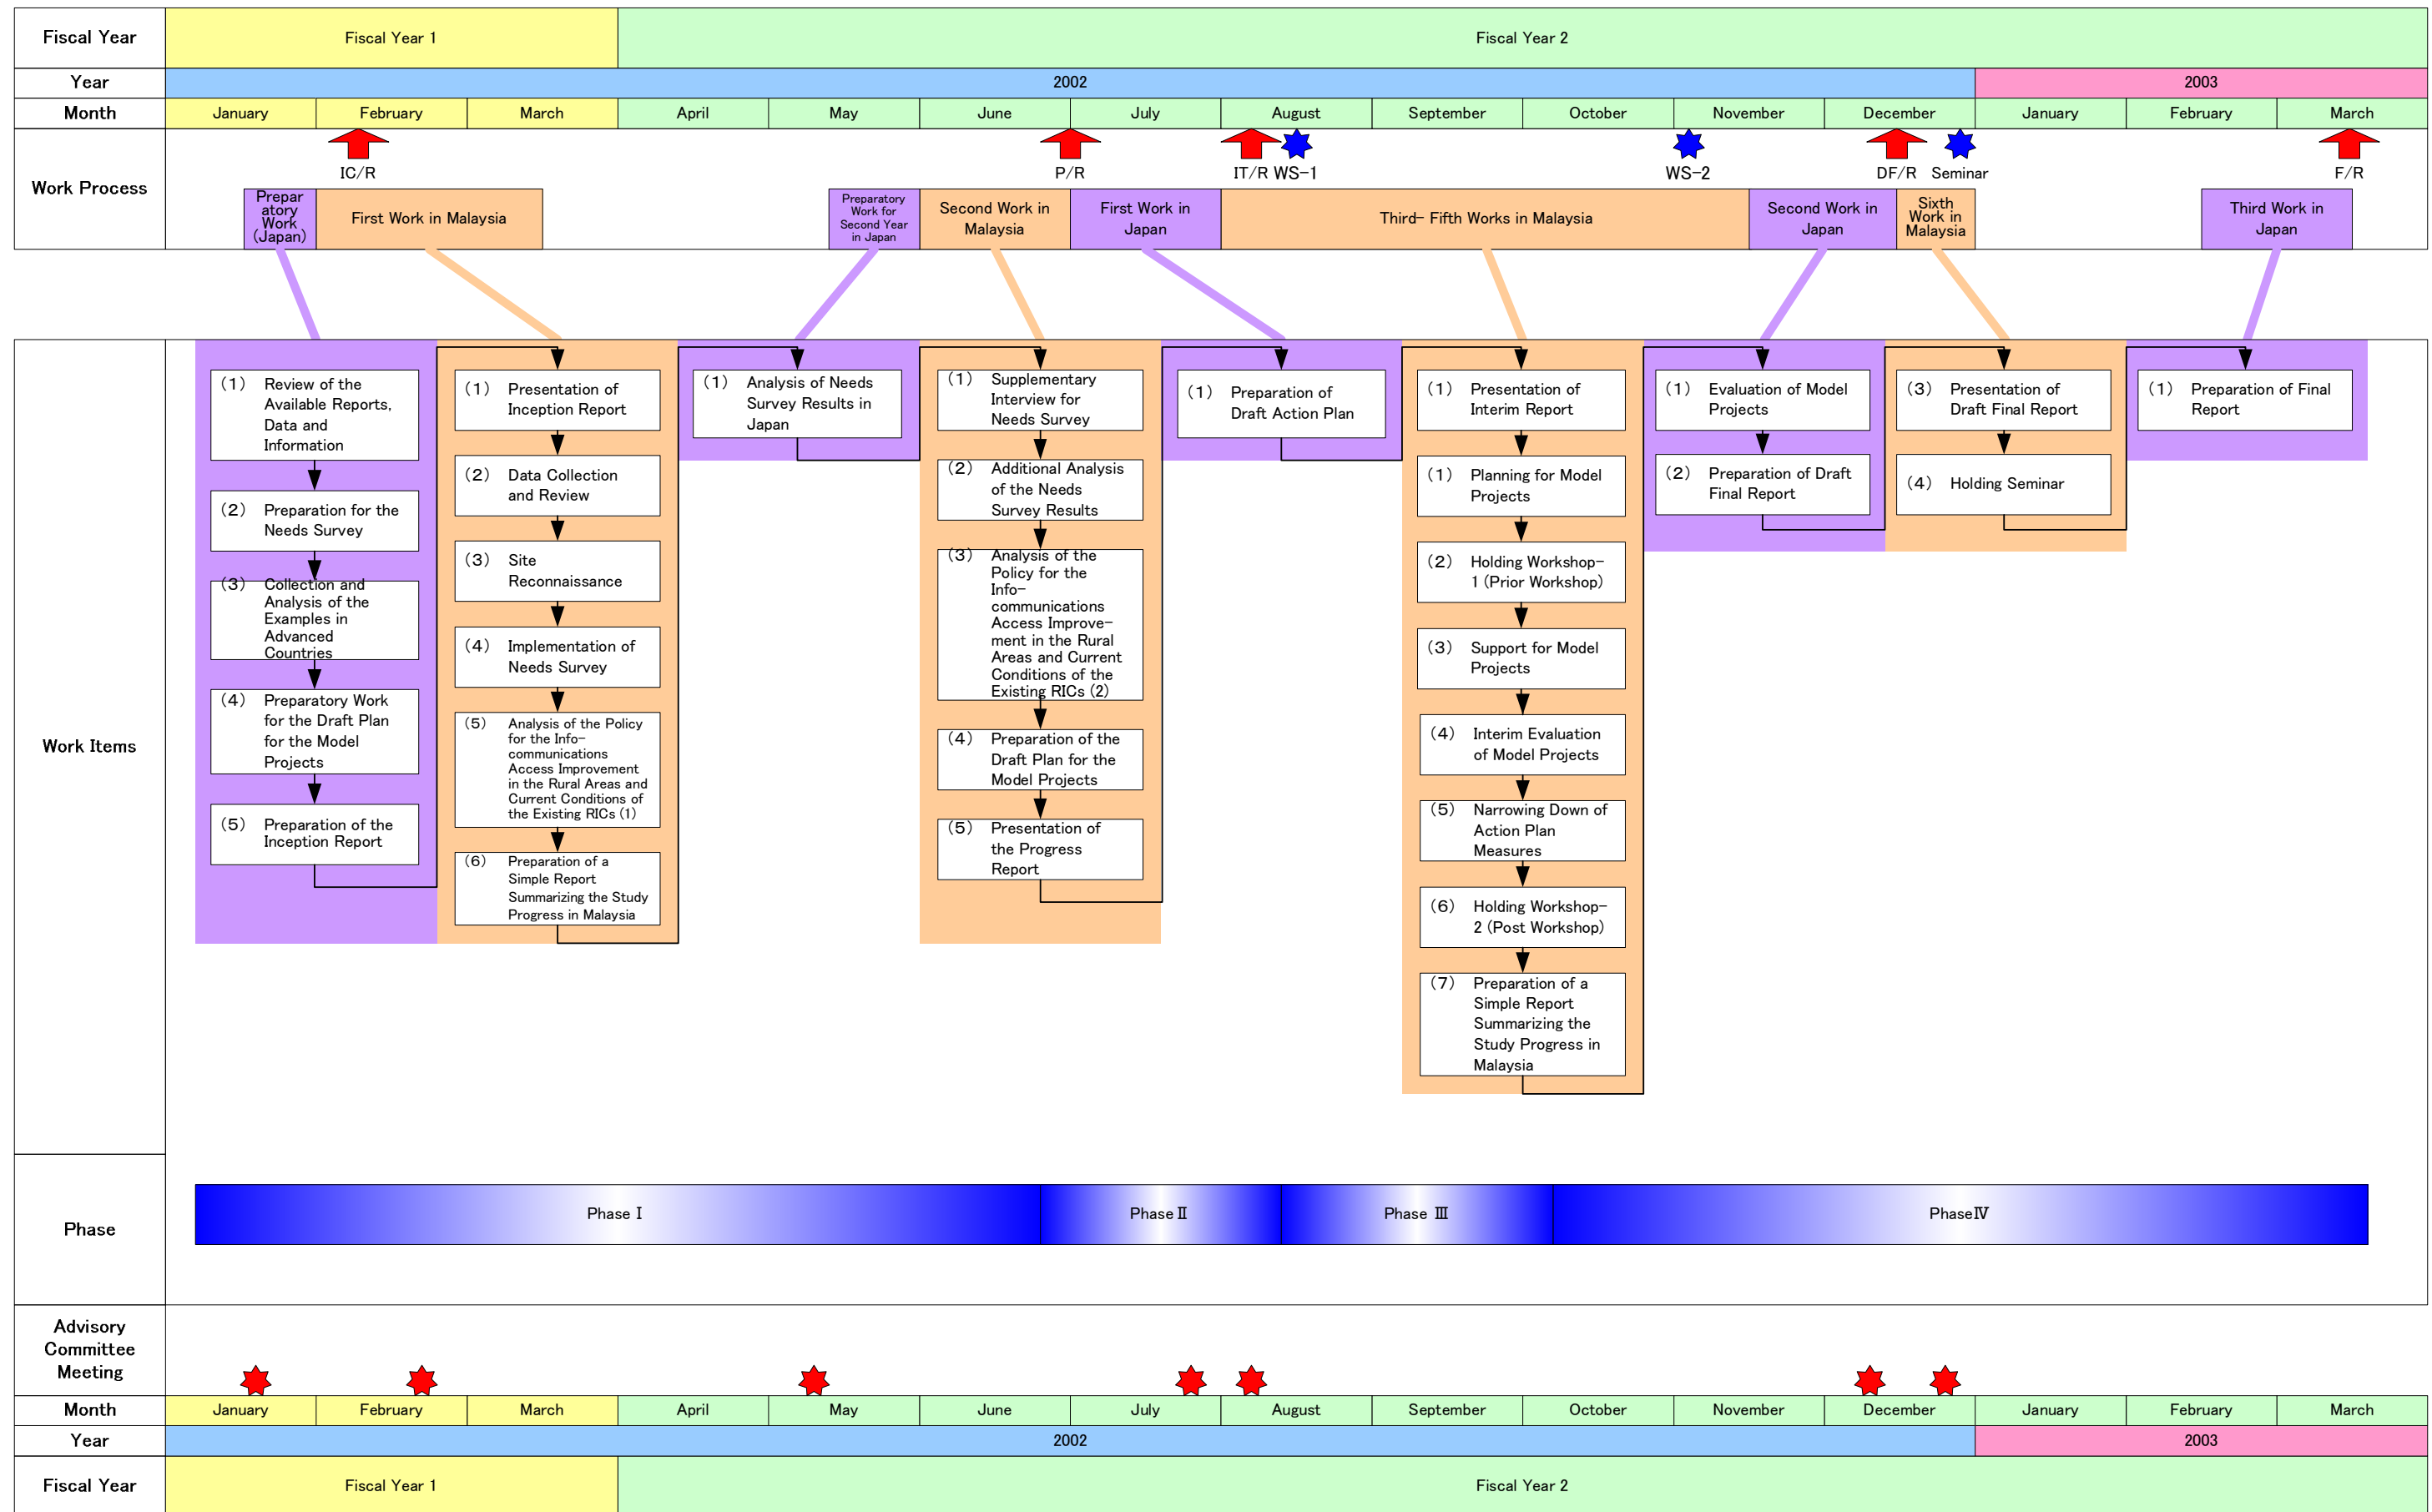 Fiscal Year
Fiscal Year 1
Fiscal Year 2
Year
2002
2003
Month
January
February
March
April
May
June
July
August
September
October
November
December
January
February
March
Work Process
IC/R
P/R
IT/R
WS-1
WS-2
DF/R
Seminar
F/R
Prepar
atory
Work
(Japan)
First Work in Malaysia
Preparatory
Work for
Second Year
in Japan
Second Work in
Malaysia
First Work in
Japan
Third- Fifth Works in Malaysia
Second Work in
Japan
Sixth
Work in
Malaysia
Third Work in
Japan
Work Items
(1) Review of the
Available Reports,
Data and
Information
(2) Preparation for the
Needs Survey
(3) Collection and
Analysis of the
Examples in
Advanced
Countries
(4) Preparatory Work
for the Draft Plan
for the Model
Projects
(5) Preparation of the
Inception Report
(1) Presentation of
Inception Report
(2) Data Collection
and Review
(3) Site
Reconnaissance
(4) Implementation of
Needs Survey
(5) Analysis of the Policy
for the Info-
communications
Access Improvement
in the Rural Areas and
Current Conditions of
the Existing RICs (1)
(6) Preparation of a
Simple Report
Summarizing the Study
Progress in Malaysia
(1) Analysis of Needs
Survey Results in
Japan
(1) Supplementary
Interview for
Needs Survey
(2) Additional Analysis
of the Needs
Survey Results
(3) Analysis of the
Policy for the
Info-
communications
Access Improve-
ment in the Rural
Areas and Current
Conditions of the
Existing RICs (2)
(4) Preparation of the
Draft Plan for the
Model Projects
(5) Presentation of
the Progress
Report
(1) Preparation of
Draft Action Plan
(1) Presentation of
Interim Report
(1) Planning for Model
Projects
(2) Holding Workshop-
1 (Prior Workshop)
(3) Support for Model
Projects
(4) Interim Evaluation
of Model Projects
(5) Narrowing Down of
Action Plan
Measures
(6) Holding Workshop-
2 (Post Workshop)
(7) Preparation of a
Simple Report
Summarizing the
Study Progress in
Malaysia
(1) Evaluation of Model
Projects
(2) Preparation of Draft
Final Report
(3) Presentation of
Draft Final Report
(4) Holding Seminar
(1) Preparation of Final
Report
Phase
Phase Ⅰ
Phase Ⅱ
Phase Ⅲ
PhaseⅣ
Advisory
Committee
Meeting
Month
January
February
March
April
May
June
July
August
September
October
November
December
January
February
March
Year
2002
2003
Fiscal Year
Fiscal Year 1
Fiscal Year 2